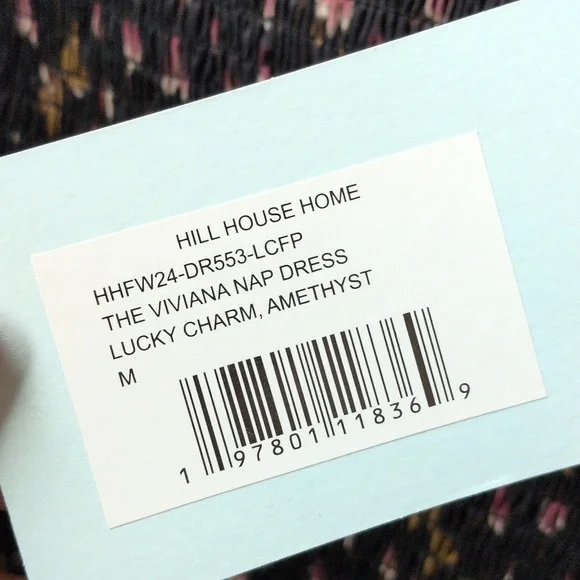 HILL HOUSE HOME
HHFW24-DR553-LCFP
THE VIVIANA NAP DRESS
LUCKY CHARM, AMETHYST
M
1 97801 11836 9